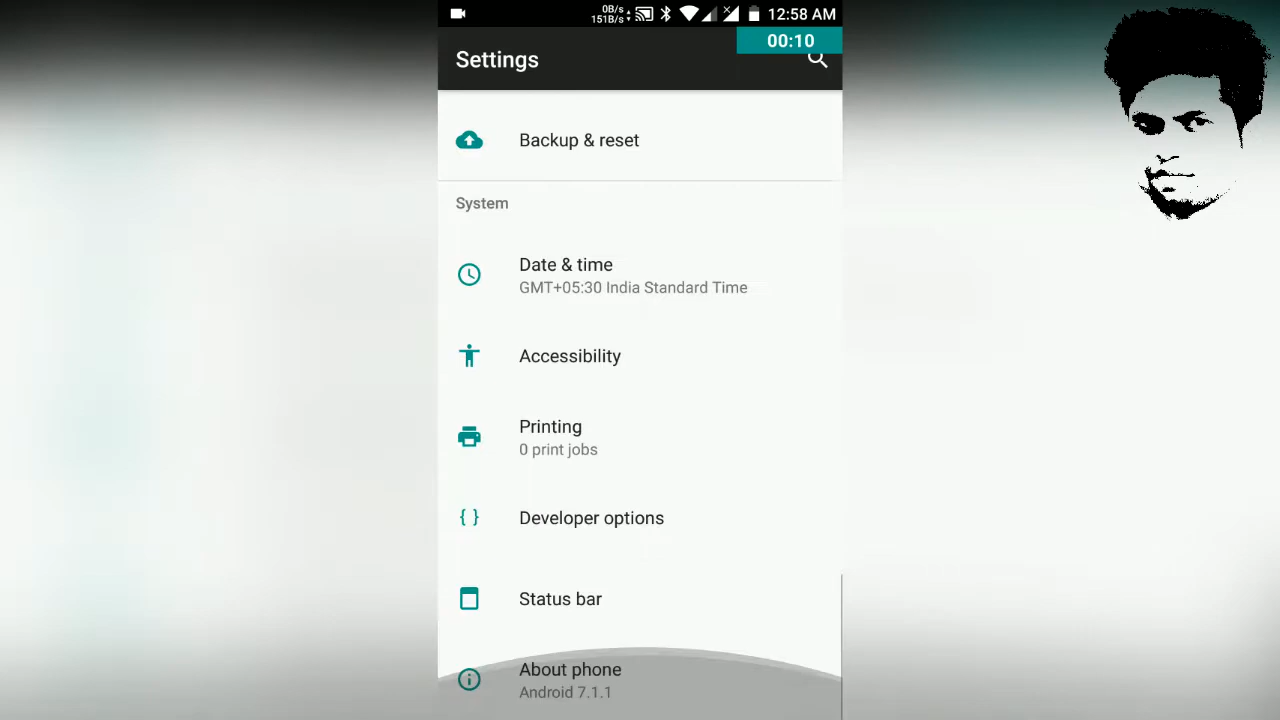 0B/s
151B/s
12:58 AM
00:10
Settings
Backup & reset
System
Date & time
GMT+05:30 India Standard Time
Accessibility
Printing
0 print jobs
Developer options
Status bar
About phone
Android 7.1.1